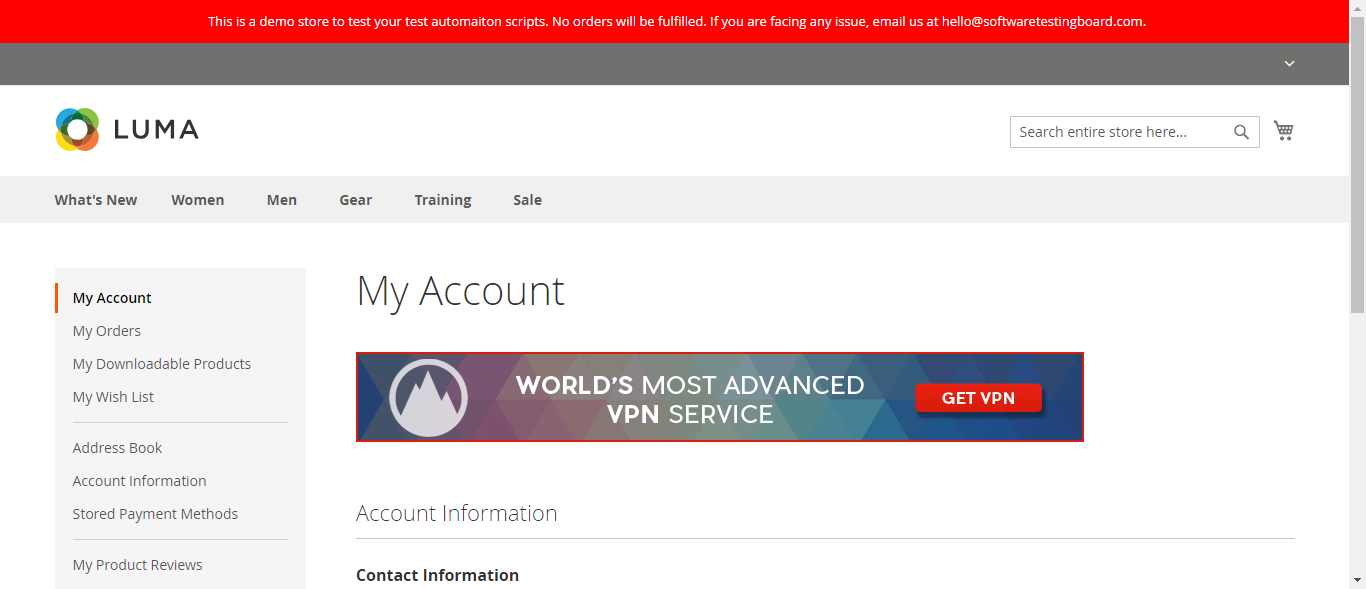 This is a demo store to test your test automaiton scripts. No orders will be fulfilled. If you are facing any issue, email us at hello@softwaretestingboard.com.
LUMA
Search entire store here...
What's New Women Men Gear Training Sale
My Account
My Orders
My Downloadable Products
My Wish List
Address Book
Account Information
Stored Payment Methods
My Product Reviews
My Account
WORLD'S MOST ADVANCED
VPN SERVICE
GET VPN
Account Information
Contact Information